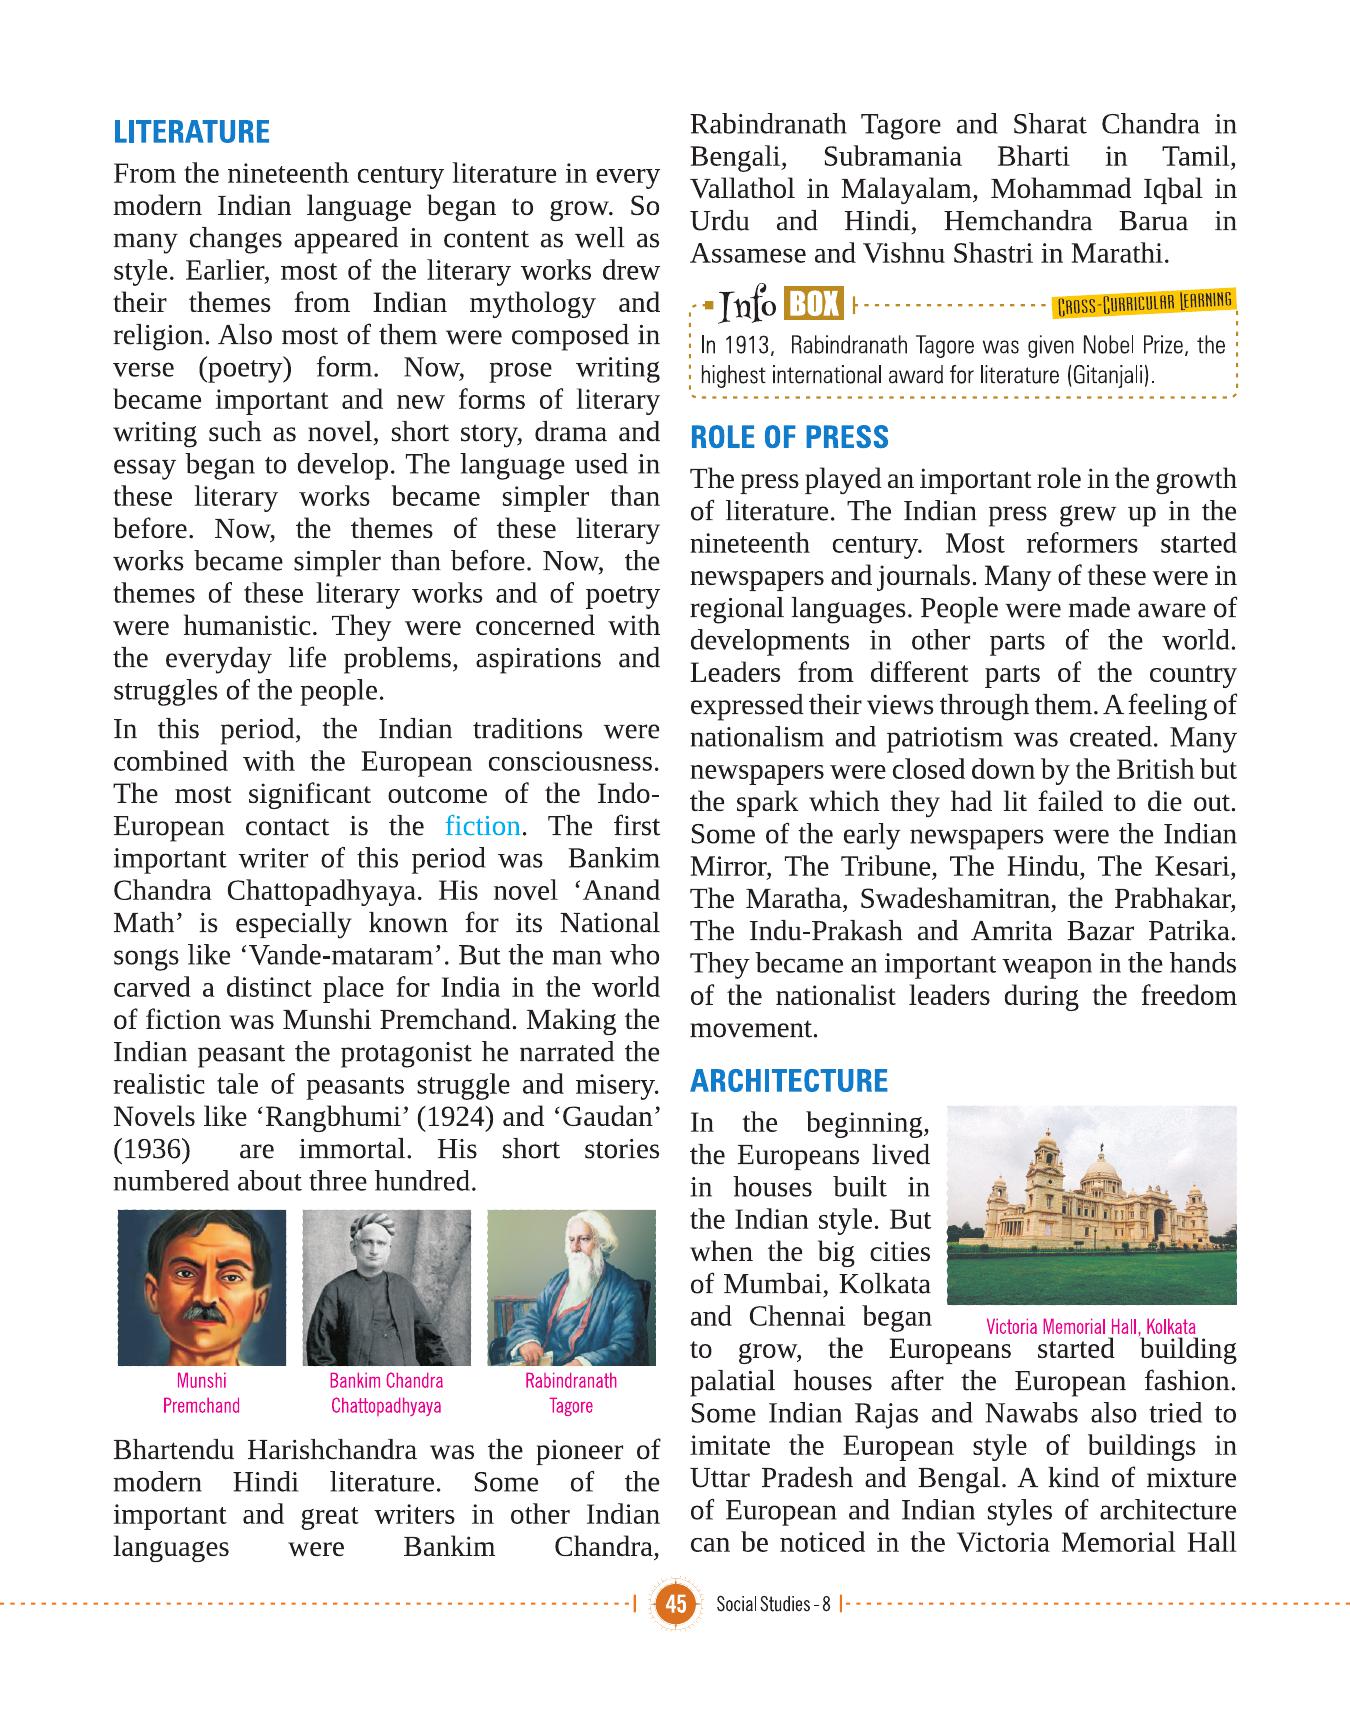 LITERATURE
From the nineteenth century literature in every
modern Indian language began to grow. So
many changes appeared in content as well as
style. Earlier, most of the literary works drew
their themes from Indian mythology and
religion. Also most of them were composed in
verse (poetry) form. Now, prose writing
became important and new forms of literary
writing such as novel, short story, drama and
essay began to develop. The language used in
these literary works became simpler than
before. Now, the themes of these literary
works became simpler than before. Now, the
themes of these literary works and of poetry
were humanistic. They were concerned with
the everyday life problems, aspirations and
struggles of the people.
In this period, the Indian traditions were
combined with the European consciousness.
The most significant outcome of the Indo-
European contact is the fiction. The first
important writer of this period was Bankim
Chandra Chattopadhyaya. His novel ‘Anand
Math’ is especially known for its National
songs like ‘Vande-mataram’. But the man who
carved a distinct place for India in the world
of fiction was Munshi Premchand. Making the
Indian peasant the protagonist he narrated the
realistic tale of peasants struggle and misery.
Novels like ‘Rangbhumi’ (1924) and ‘Gaudan’
(1936) are immortal. His short stories
numbered about three hundred.
Munshi
Premchand
Bankim Chandra
Chattopadhyaya
Rabindranath
Tagore
Bhartendu Harishchandra was the pioneer of
modern Hindi literature. Some of the
important and great writers in other Indian
languages were Bankim Chandra,
Rabindranath Tagore and Sharat Chandra in
Bengali, Subramania Bharti in Tamil,
Vallathol in Malayalam, Mohammad Iqbal in
Urdu and Hindi, Hemchandra Barua in
Assamese and Vishnu Shastri in Marathi.
Info BOX
CROSS-CURRICULAR LEARNING
In 1913, Rabindranath Tagore was given Nobel Prize, the
highest international award for literature (Gitanjali).
ROLE OF PRESS
The press played an important role in the growth
of literature. The Indian press grew up in the
nineteenth century. Most reformers started
newspapers and journals. Many of these were in
regional languages. People were made aware of
developments in other parts of the world.
Leaders from different parts of the country
expressed their views through them. A feeling of
nationalism and patriotism was created. Many
newspapers were closed down by the British but
the spark which they had lit failed to die out.
Some of the early newspapers were the Indian
Mirror, The Tribune, The Hindu, The Kesari,
The Maratha, Swadeshamitran, the Prabhakar,
The Indu-Prakash and Amrita Bazar Patrika.
They became an important weapon in the hands
of the nationalist leaders during the freedom
movement.
ARCHITECTURE
In the beginning,
the Europeans lived
in houses built in
the Indian style. But
when the big cities
of Mumbai, Kolkata
and Chennai began
Victoria Memorial Hall, Kolkata
to grow, the Europeans started building
palatial houses after the European fashion.
Some Indian Rajas and Nawabs also tried to
imitate the European style of buildings in
Uttar Pradesh and Bengal. A kind of mixture
of European and Indian styles of architecture
can be noticed in the Victoria Memorial Hall
45 Social Studies - 8